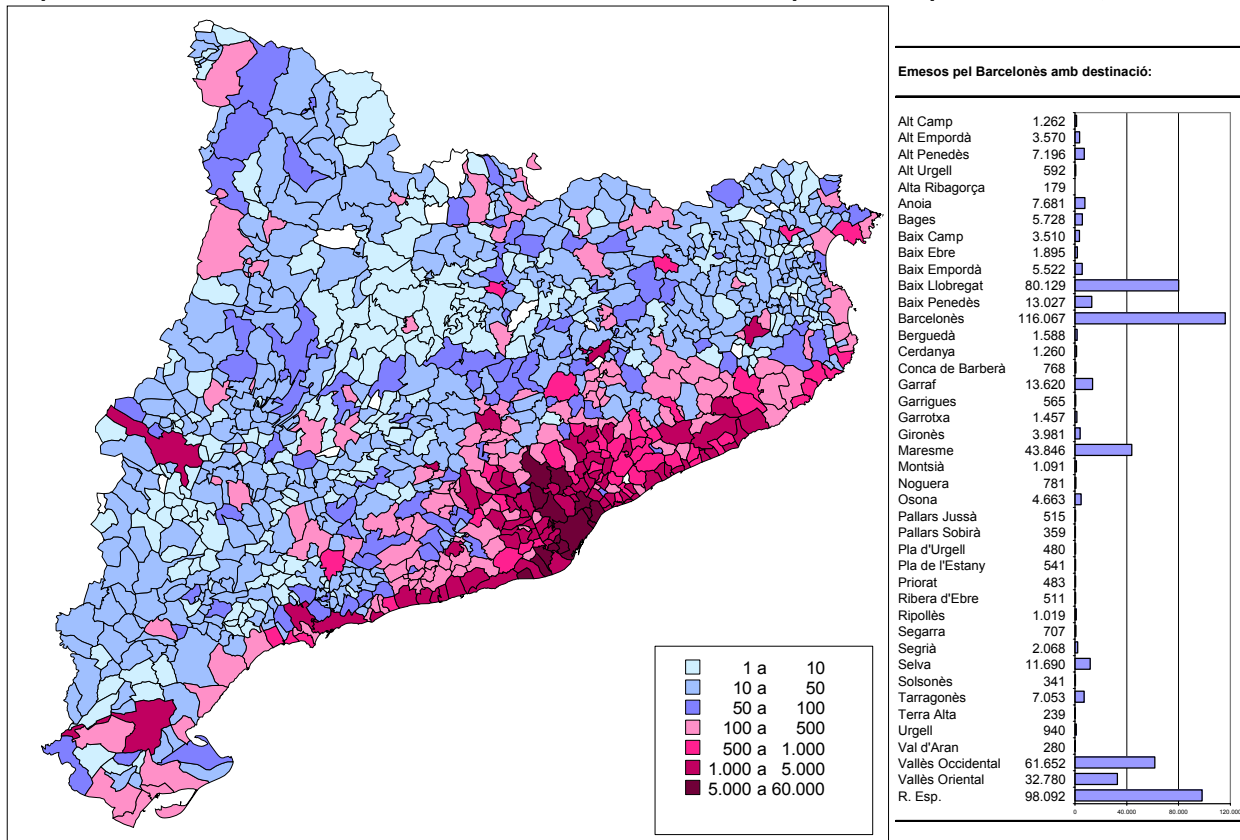 Emesos pel Barcelonès amb destinació:
Alt Camp 1.262
Alt Empordà 3.570
Alt Penedès 7.196
Alt Urgell 592
Alta Ribagorça 179
Anoia 7.681
Bages 5.728
Baix Camp 3.510
Baix Ebre 1.895
Baix Empordà 5.522
Baix Llobregat 80.129
Baix Penedès 13.027
Barcelonès 116.067
Berguedà 1.588
Cerdanya 1.260
Conca de Barberà 768
Garraf 13.620
Garrigues 565
Garrotxa 1.457
Gironès 3.981
Maresme 43.846
Montsià 1.091
Noguera 781
Osona 4.663
Pallars Jussà 515
Pallars Sobirà 359
Pla d'Urgell 480
Pla de l'Estany 541
Priorat 483
Ribera d'Ebre 511
Ripollès 1.019
Segarra 707
Segrià 2.068
Selva 11.690
Solsonès 341
Tarragonès 7.053
Terra Alta 239
Urgell 940
Val d'Aran 280
Vallès Occidental 61.652
Vallès Oriental 32.780
R. Esp. 98.092
0 40.000 80.000 120.000
1 a 10
10 a 50
50 a 100
100 a 500
500 a 1.000
1.000 a 5.000
5.000 a 60.000